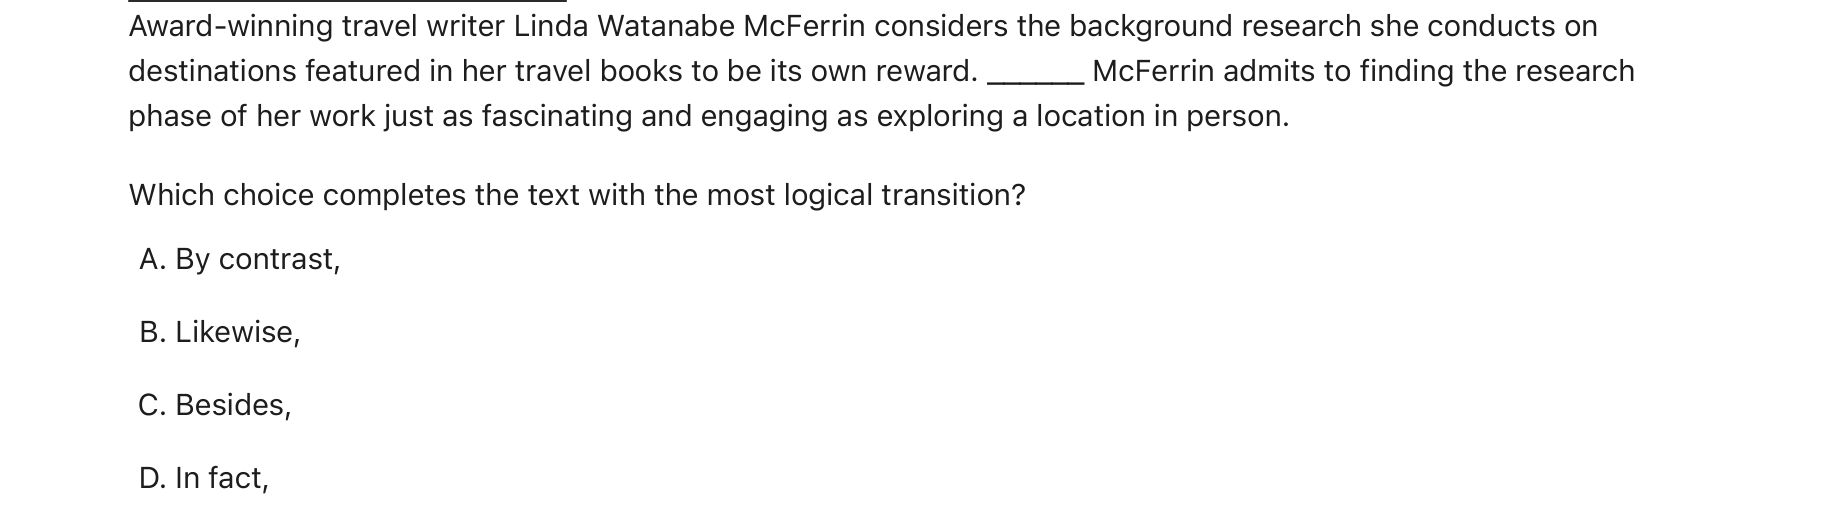 Award-winning travel writer Linda Watanabe McFerrin considers the background research she conducts on
destinations featured in her travel books to be its own reward. ______ McFerrin admits to finding the research
phase of her work just as fascinating and engaging as exploring a location in person.
Which choice completes the text with the most logical transition?
A. By contrast,
B. Likewise,
C. Besides,
D. In fact,